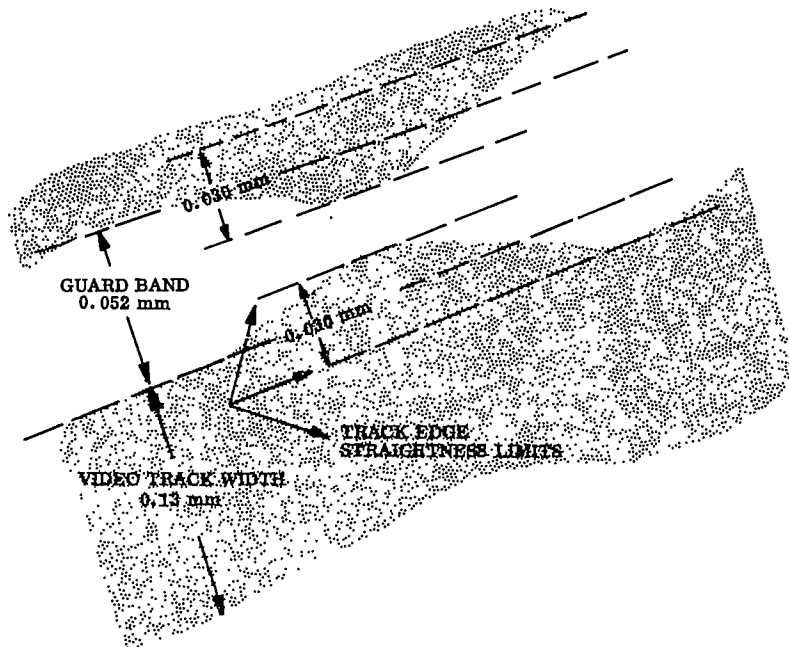 0.030 mm
GUARD BAND
0.052 mm
0.030 mm
TRACK EDGE
STRAIGHTNESS LIMITS
VIDEO TRACK WIDTH
0.13 mm